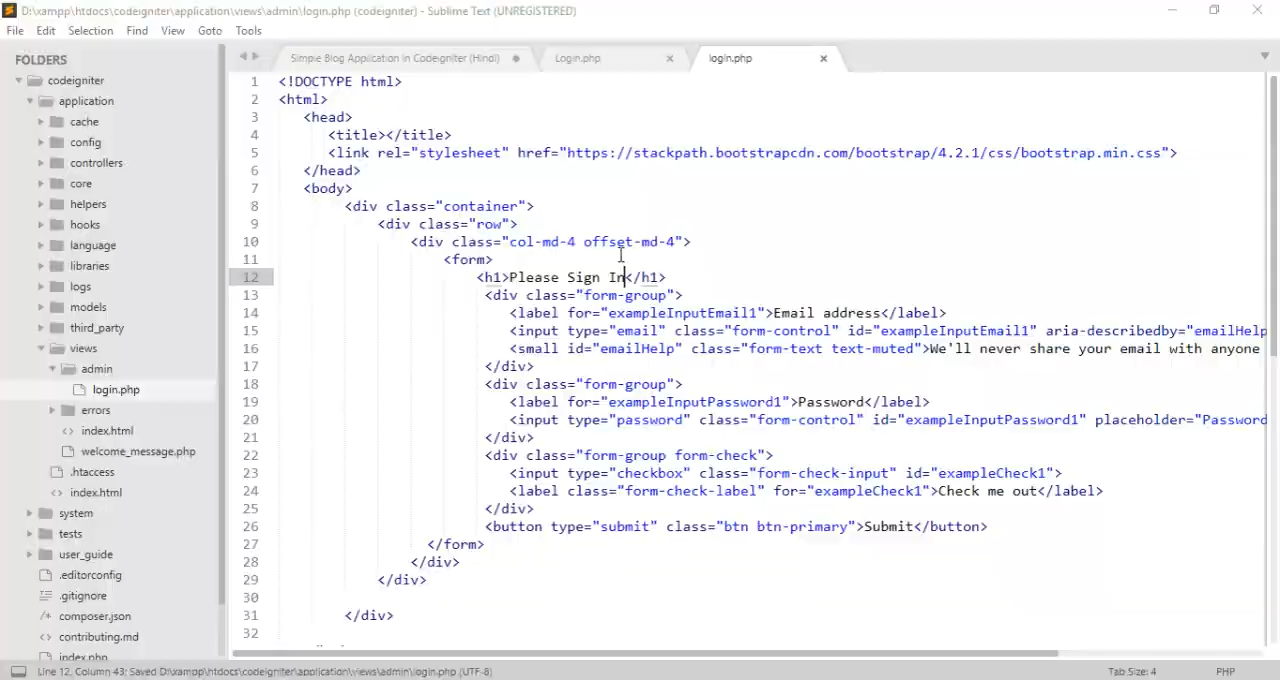 D:\xampp\htdocs\codeigniter\application\views\admin\login.php (codeigniter) - Sublime Text (UNREGISTERED)
File Edit Selection Find View Goto Tools
FOLDERS
codeigniter
application
cache
config
controllers
core
helpers
hooks
language
libraries
logs
models
third_party
views
admin
login.php
errors
index.html
welcome_message.php
.htaccess
index.html
system
tests
user_guide
.editorconfig
.gitignore
composer.json
contributing.md
index.php
Simple Blog Application in Codeigniter (Hindi) Login.php login.php
1 <!DOCTYPE html>
2 <html>
3 <head>
4 <title></title>
5 <link rel="stylesheet" href="https://stackpath.bootstrapcdn.com/bootstrap/4.2.1/css/bootstrap.min.css">
6 </head>
7 <body>
8 <div class="container">
9 <div class="row">
10 <div class="col-md-4 offset-md-4">
11 <form>
12 <h1>Please Sign In</h1>
13 <div class="form-group">
14 <label for="exampleInputEmail1">Email address</label>
15 <input type="email" class="form-control" id="exampleInputEmail1" aria-describedby="emailHelp
16 <small id="emailHelp" class="form-text text-muted">We'll never share your email with anyone
17 </div>
18 <div class="form-group">
19 <label for="exampleInputPassword1">Password</label>
20 <input type="password" class="form-control" id="exampleInputPassword1" placeholder="Password
21 </div>
22 <div class="form-group form-check">
23 <input type="checkbox" class="form-check-input" id="exampleCheck1">
24 <label class="form-check-label" for="exampleCheck1">Check me out</label>
25 </div>
26 <button type="submit" class="btn btn-primary">Submit</button>
27 </form>
28 </div>
29 </div>
30
31 </div>
32
Line 12, Column 43; Saved D:\xampp\htdocs\codeigniter\application\views\admin\login.php (UTF-8) Tab Size: 4 PHP